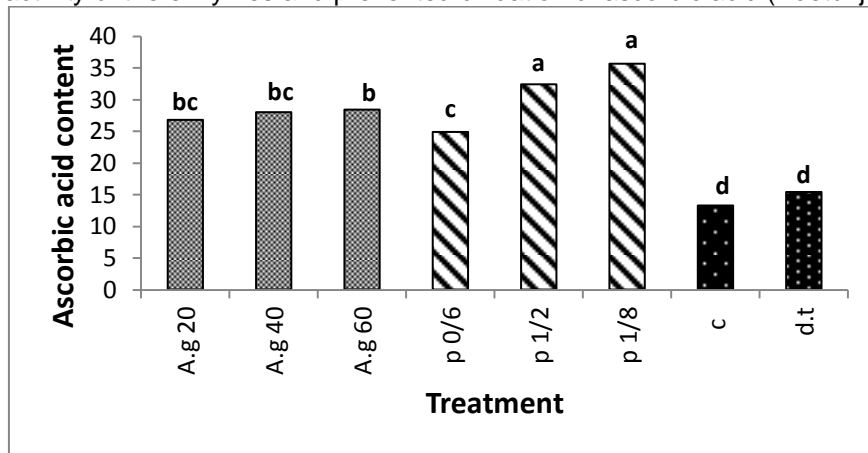 40
35
30
25
20
15
10
5
0
Ascorbic acid content
bc
bc
b
c
a
a
d
d
A.g 20
A.g 40
A.g 60
p 0/6
p 1/2
p 1/8
c
d.t
Treatment